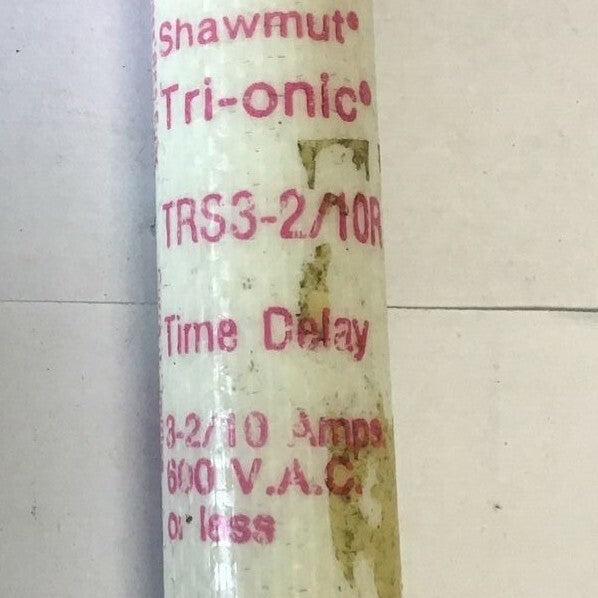 Shawmut®
Tri-onic®
TRS3-2/10R
Time Delay
3-2/10 Amps
600 V.A.C.
or less